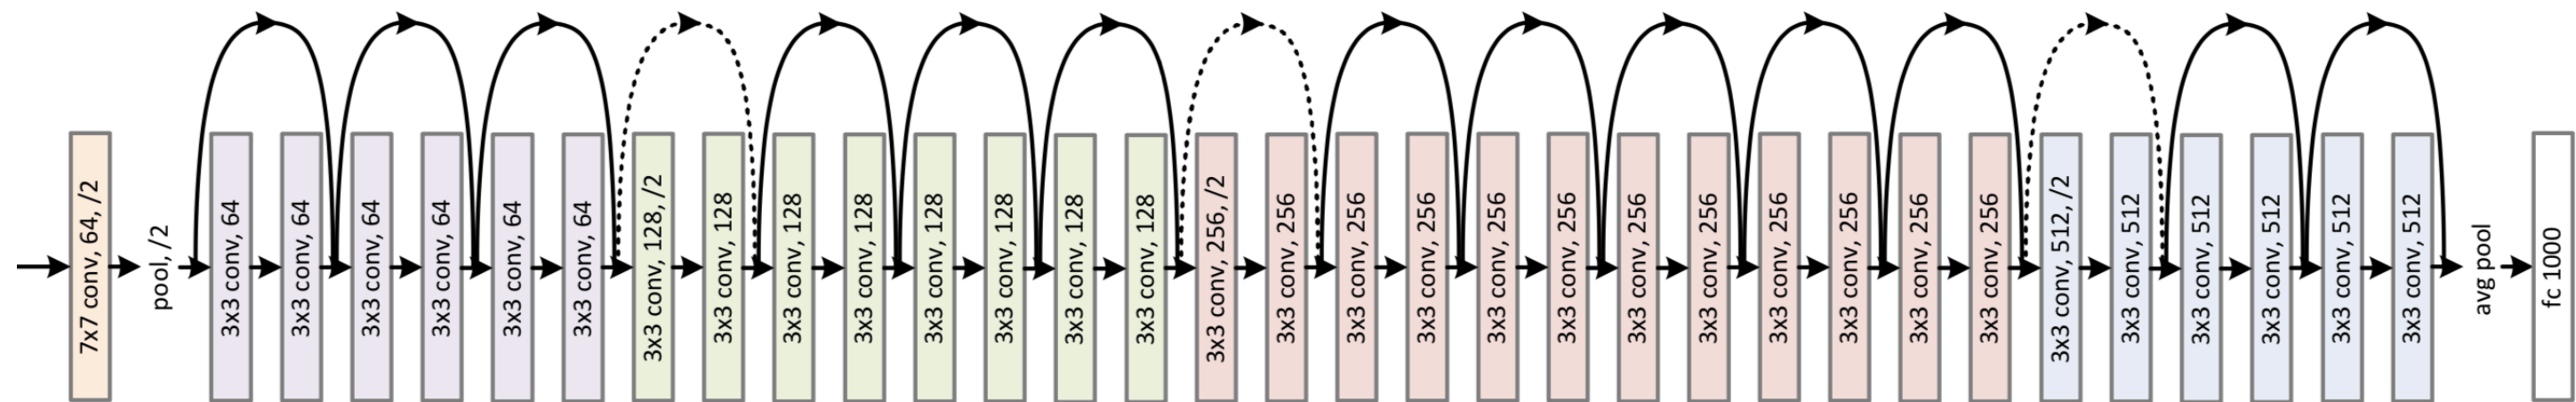 7x7 conv, 64, /2
pool, /2
3x3 conv, 64
3x3 conv, 64
3x3 conv, 64
3x3 conv, 64
3x3 conv, 64
3x3 conv, 64
3x3 conv, 128, /2
3x3 conv, 128
3x3 conv, 128
3x3 conv, 128
3x3 conv, 128
3x3 conv, 128
3x3 conv, 128
3x3 conv, 128
3x3 conv, 256, /2
3x3 conv, 256
3x3 conv, 256
3x3 conv, 256
3x3 conv, 256
3x3 conv, 256
3x3 conv, 256
3x3 conv, 256
3x3 conv, 256
3x3 conv, 256
3x3 conv, 256
3x3 conv, 256
3x3 conv, 512, /2
3x3 conv, 512
3x3 conv, 512
3x3 conv, 512
3x3 conv, 512
3x3 conv, 512
avg pool
fc 1000